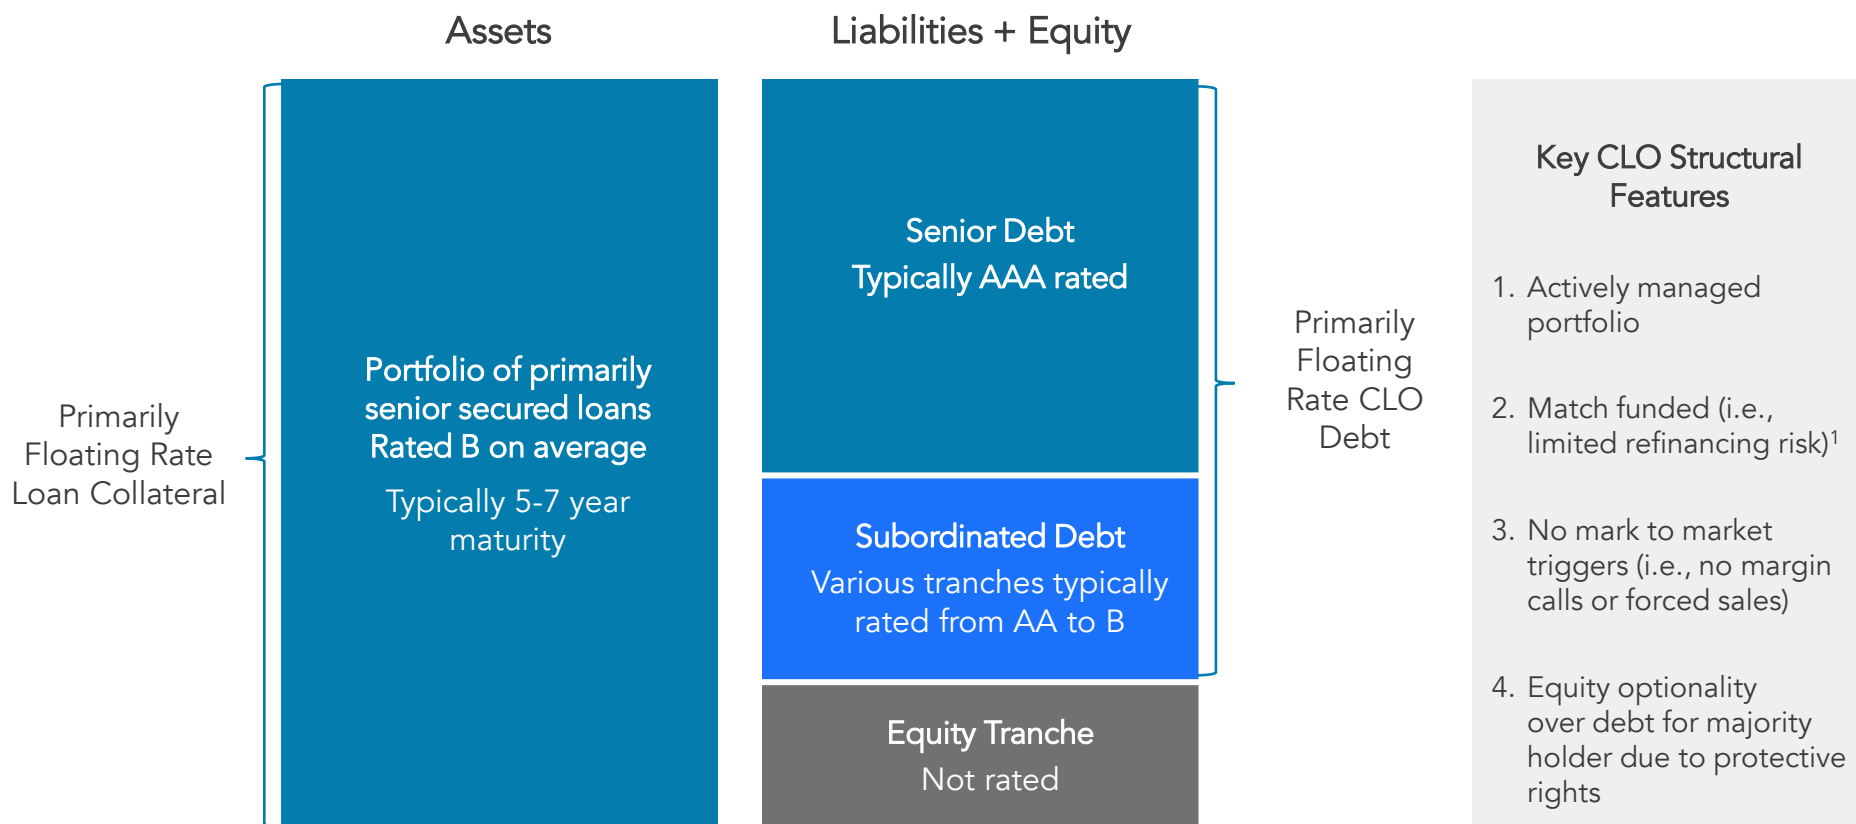 Assets
Liabilities + Equity
Primarily
Floating Rate
Loan Collateral
Portfolio of primarily
senior secured loans
Rated B on average
Typically 5-7 year
maturity
Senior Debt
Typically AAA rated
Subordinated Debt
Various tranches typically
rated from AA to B
Equity Tranche
Not rated
Primarily
Floating
Rate CLO
Debt
Key CLO Structural
Features
1. Actively managed
portfolio
2. Match funded (i.e.,
limited refinancing risk)¹
3. No mark to market
triggers (i.e., no margin
calls or forced sales)
4. Equity optionality
over debt for majority
holder due to protective
rights